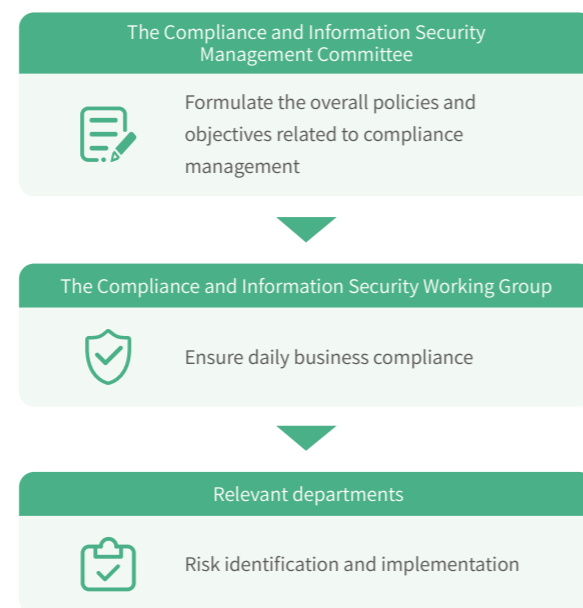 The Compliance and Information Security
Management Committee
Formulate the overall policies and
objectives related to compliance
management
The Compliance and Information Security Working Group
Ensure daily business compliance
Relevant departments
Risk identification and implementation